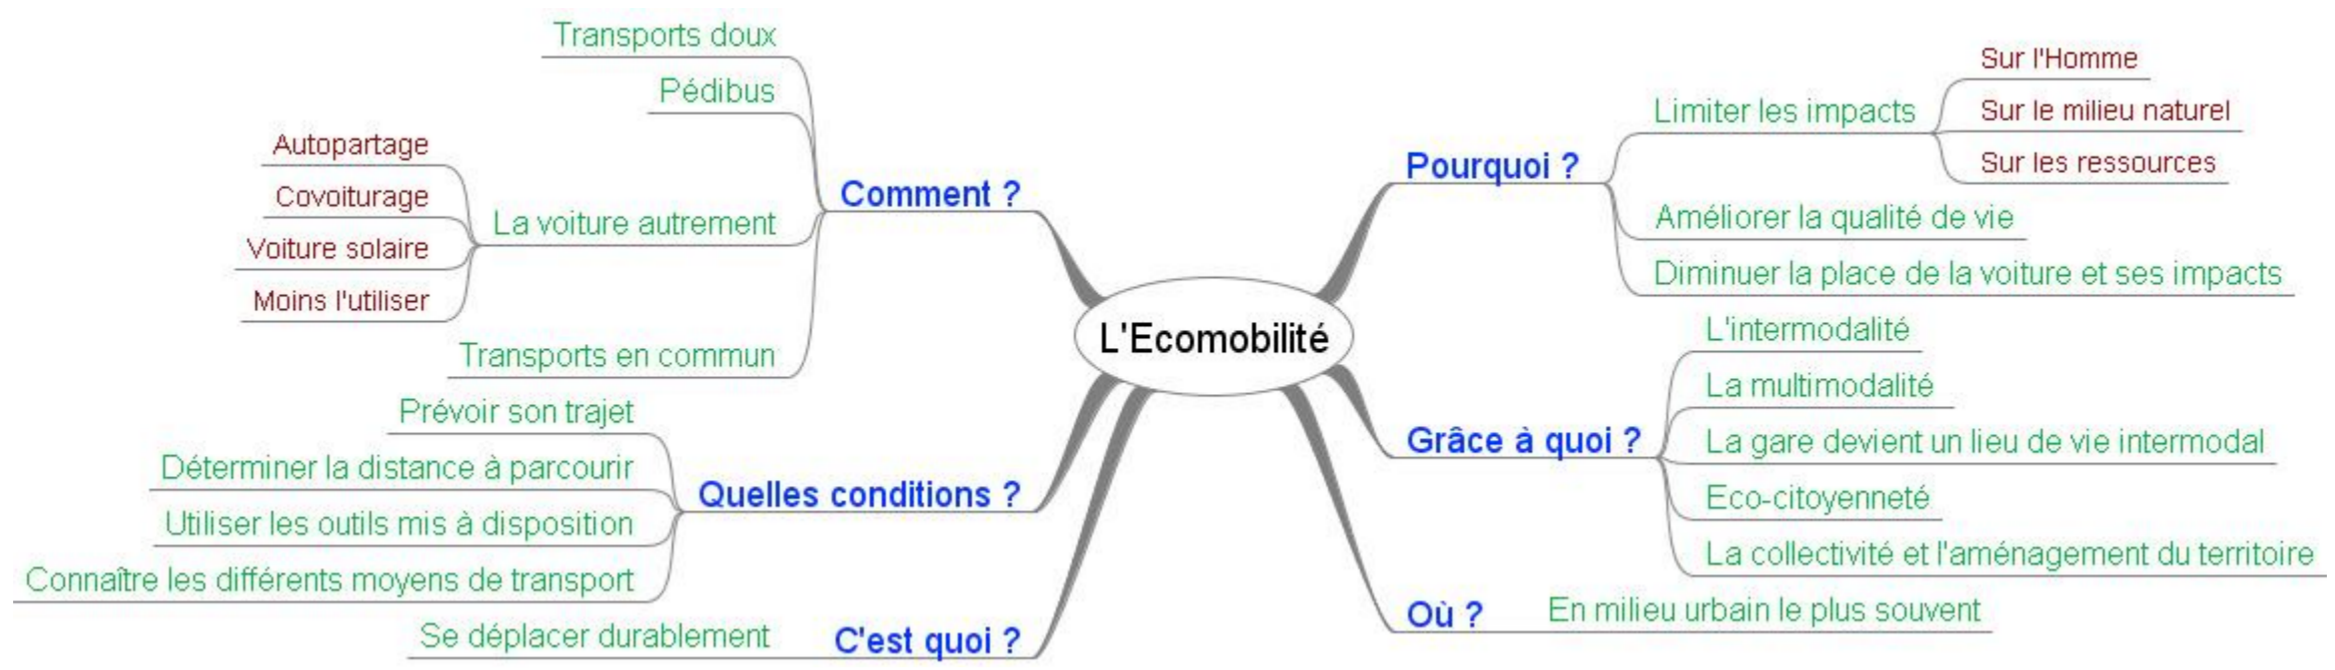 L'Ecomobilité
Comment ?
Transports doux
Pédibus
La voiture autrement
Autopartage
Covoiturage
Voiture solaire
Moins l'utiliser
Transports en commun
Quelles conditions ?
Prévoir son trajet
Déterminer la distance à parcourir
Utiliser les outils mis à disposition
Connaître les différents moyens de transport
C'est quoi ?
Se déplacer durablement
Pourquoi ?
Limiter les impacts
Sur l'Homme
Sur le milieu naturel
Sur les ressources
Améliorer la qualité de vie
Diminuer la place de la voiture et ses impacts
Grâce à quoi ?
L'intermodalité
La multimodalité
La gare devient un lieu de vie intermodal
Eco-citoyenneté
La collectivité et l'aménagement du territoire
Où ?
En milieu urbain le plus souvent